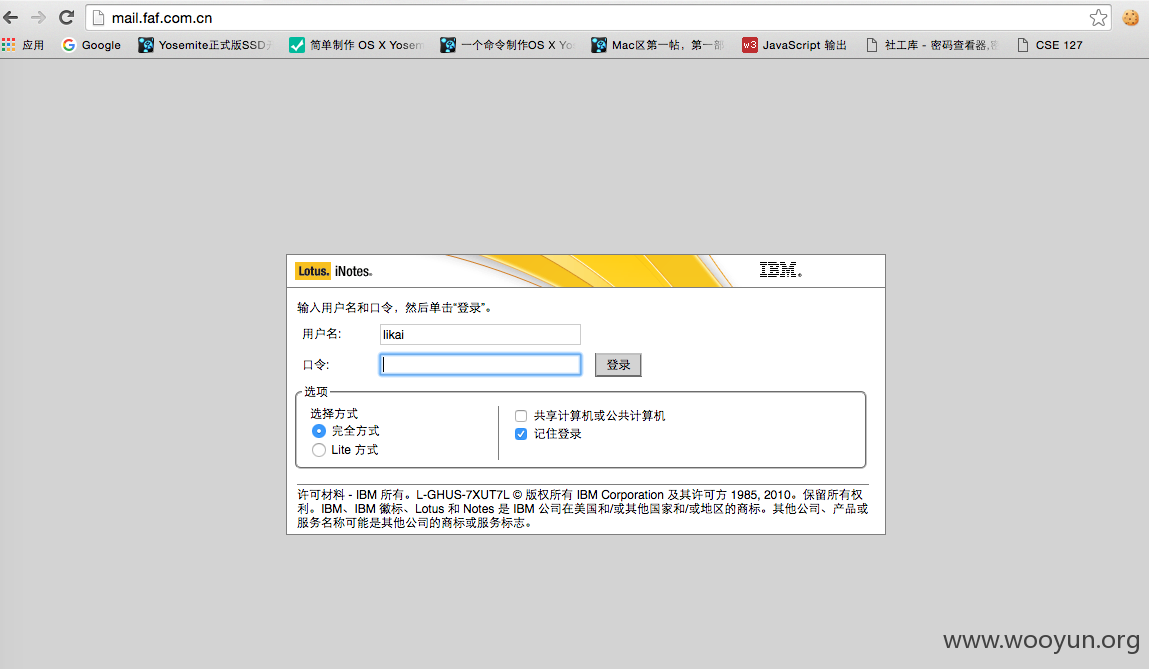 mail.faf.com.cn
应用 Google Yosemite正式版SSD 简单制作 OS X Yosem 一个命令制作OS X Yo Mac区第一帖，第一部 JavaScript 输出 社工库 - 密码查看器, CSE 127
Lotus. iNotes. IBM.
输入用户名和口令，然后单击“登录”。
用户名: likai
口令: 登录
选项
选择方式
共享计算机或公共计算机
完全方式
记住登录
Lite 方式
许可材料 - IBM 所有。L-GHUS-7XUT7L © 版权所有 IBM Corporation 及其许可方 1985, 2010。保留所有权
利。IBM、IBM 徽标、Lotus 和 Notes 是 IBM 公司在美国和/或其他国家和/或地区的商标。其他公司、产品或
服务名称可能是其他公司的商标或服务标志。
www.wooyun.org